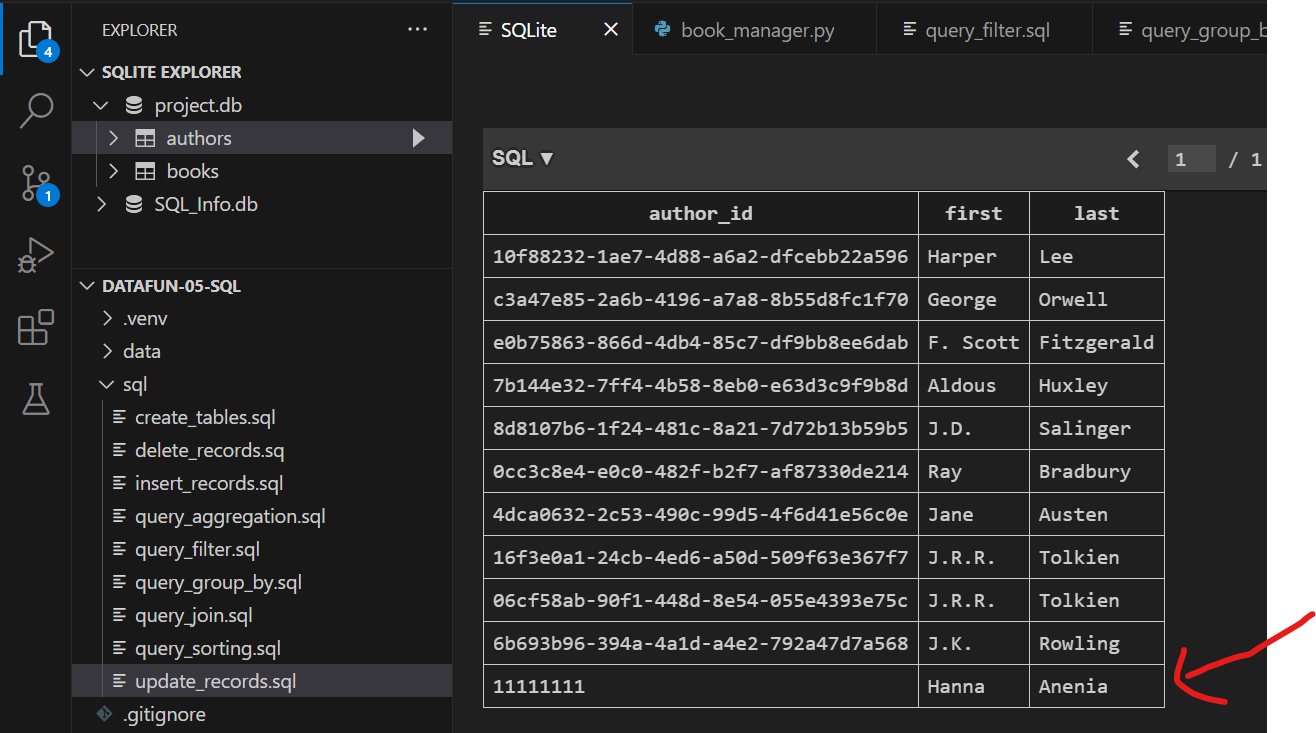 EXPLORER
4
SQLITE EXPLORER
project.db
authors
books
1
SQL_Info.db
DATAFUN-05-SQL
.venv
data
sql
create_tables.sql
delete_records.sq
insert_records.sql
query_aggregation.sql
query_filter.sql
query_group_by.sql
query_join.sql
query_sorting.sql
update_records.sql
.gitignore
SQLite book_manager.py query_filter.sql query_group_b
SQL ▼ 1 / 1
author_id first last
10f88232-1ae7-4d88-a6a2-dfcebb22a596 Harper Lee
c3a47e85-2a6b-4196-a7a8-8b55d8fc1f70 George Orwell
e0b75863-866d-4db4-85c7-df9bb8ee6dab F. Scott Fitzgerald
7b144e32-7ff4-4b58-8eb0-e63d3c9f9b8d Aldous Huxley
8d8107b6-1f24-481c-8a21-7d72b13b59b5 J.D. Salinger
0cc3c8e4-e0c0-482f-b2f7-af87330de214 Ray Bradbury
4dca0632-2c53-490c-99d5-4f6d41e56c0e Jane Austen
16f3e0a1-24cb-4ed6-a50d-509f63e367f7 J.R.R. Tolkien
06cf58ab-90f1-448d-8e54-055e4393e75c J.R.R. Tolkien
6b693b96-394a-4a1d-a4e2-792a47d7a568 J.K. Rowling
11111111 Hanna Anenia